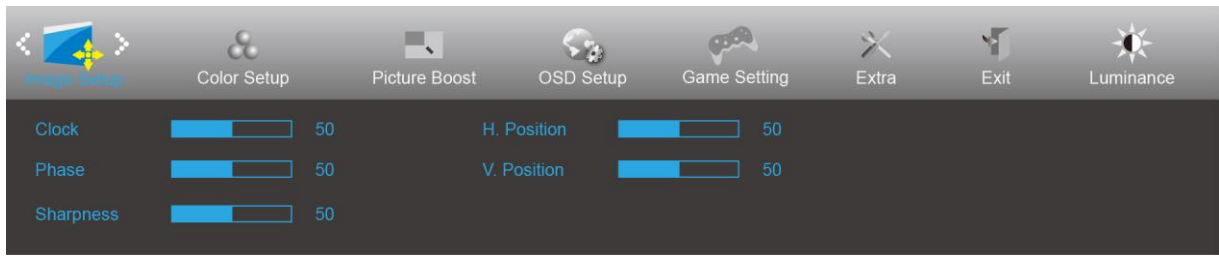 Image Setup
Color Setup
Picture Boost
OSD Setup
Game Setting
Extra
Exit
Luminance
Clock 50 H. Position 50
Phase 50 V. Position 50
Sharpness 50